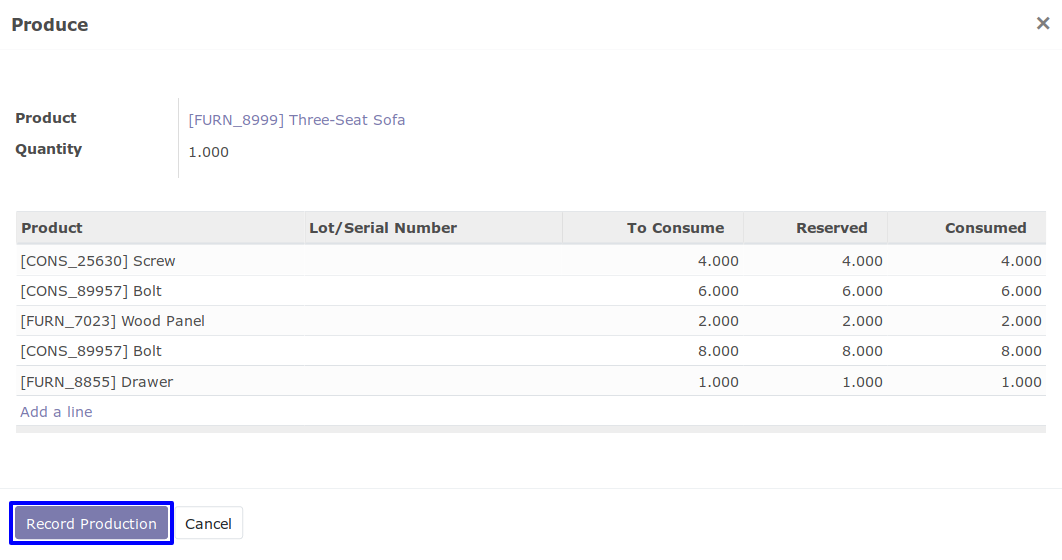 Produce ×
Product [FURN_8999] Three-Seat Sofa
Quantity 1.000
Product Lot/Serial Number To Consume Reserved Consumed
[CONS_25630] Screw 4.000 4.000 4.000
[CONS_89957] Bolt 6.000 6.000 6.000
[FURN_7023] Wood Panel 2.000 2.000 2.000
[CONS_89957] Bolt 8.000 8.000 8.000
[FURN_8855] Drawer 1.000 1.000 1.000
Add a line
Record Production Cancel